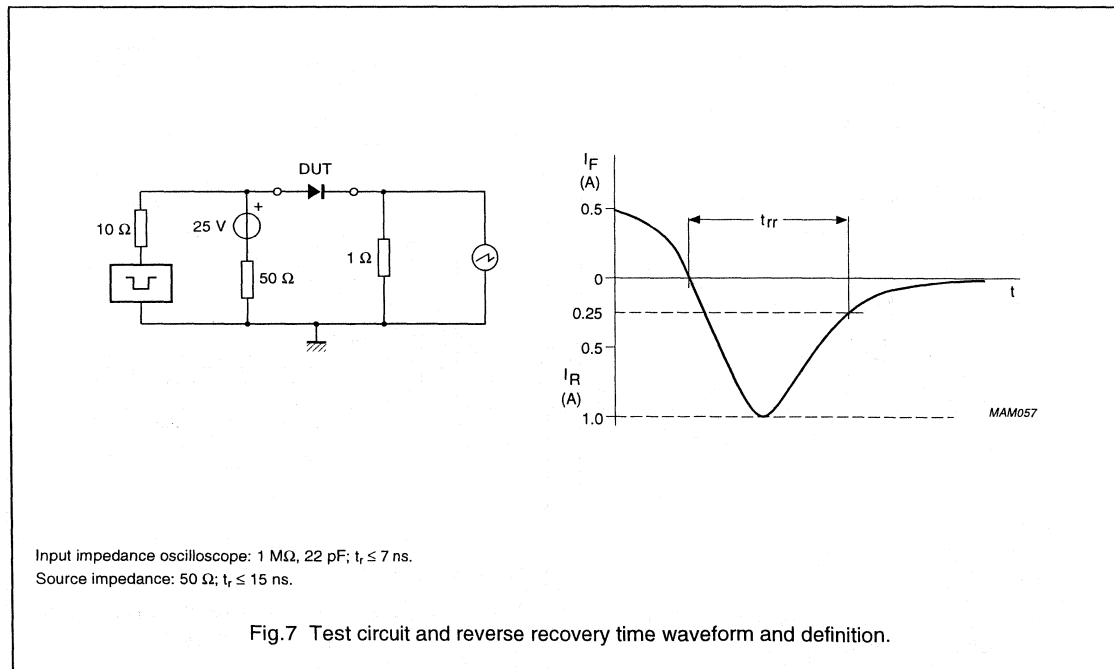 DUT
+
10 Ω
25 V
50 Ω
1 Ω
I_F
(A)
0.5
t_rr
0
t
0.25
0.5
I_R
(A)
1.0
MAM057
Input impedance oscilloscope: 1 MΩ, 22 pF; t_r ≤ 7 ns.
Source impedance: 50 Ω; t_r ≤ 15 ns.
Fig.7 Test circuit and reverse recovery time waveform and definition.